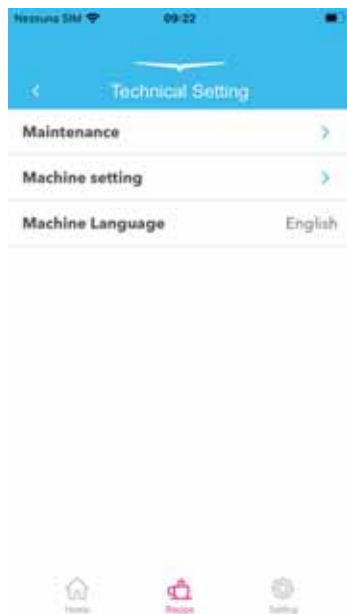 Nessuna SIM 09:22
Technical Setting
Maintenance
Machine setting
Machine Language English
Home Recipe Setting